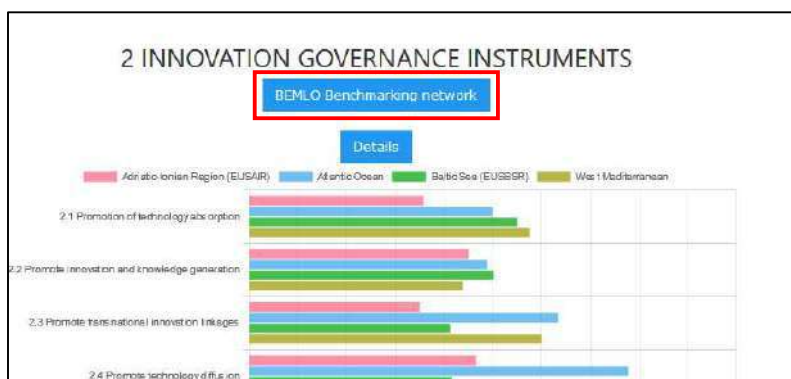 2 INNOVATION GOVERNANCE INSTRUMENTS
BEMLO Benchmarking network
Details
Adriatic-Ionian Region (EUSAIR) Atlantic Ocean Baltic Sea (EUSBSR) West Mediterranean
2.1 Promotion of technology absorption
2.2 Promote innovation and knowledge generation
2.3 Promote transnational innovation linkages
2.4 Promote technology diffusion